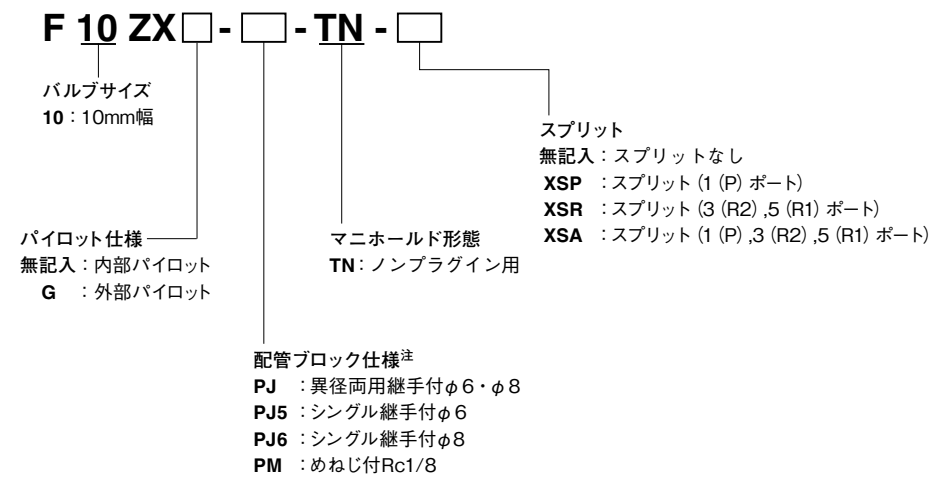 F 10 ZX□-□-TN-□
バルブサイズ
10：10mm幅
スプリット
無記入：スプリットなし
XSP：スプリット（1（P）ポート）
XSR：スプリット（3（R2）,5（R1）ポート）
XSA：スプリット（1（P）,3（R2）,5（R1）ポート）
パイロット仕様
無記入：内部パイロット
G：外部パイロット
マニホールド形態
TN：ノンプラグイン用
配管ブロック仕様注
PJ：異径両用継手付φ6・φ8
PJ5：シングル継手付φ6
PJ6：シングル継手付φ8
PM：めねじ付Rc1/8